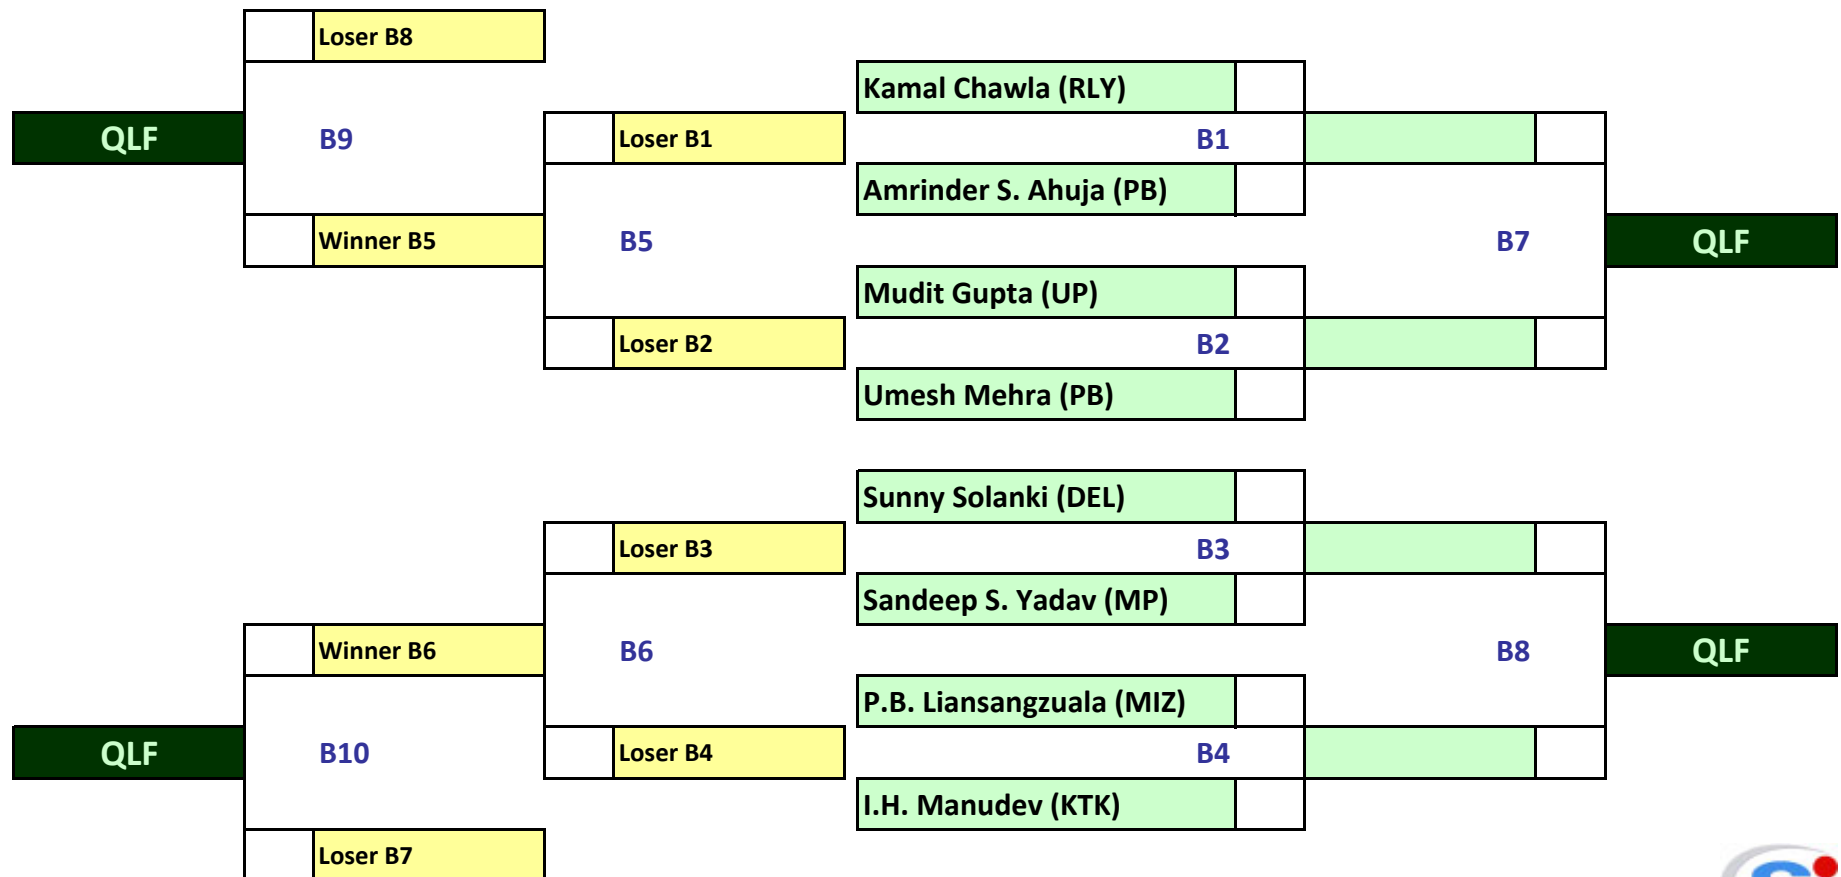 Loser B8
Kamal Chawla (RLY)
QLF B9 Loser B1 B1
Amrinder S. Ahuja (PB)
Winner B5 B5 B7 QLF
Mudit Gupta (UP)
Loser B2 B2
Umesh Mehra (PB)
Sunny Solanki (DEL)
Loser B3 B3
Sandeep S. Yadav (MP)
Winner B6 B6 B8 QLF
P.B. Liansangzuala (MIZ)
QLF B10 Loser B4 B4
I.H. Manudev (KTK)
Loser B7